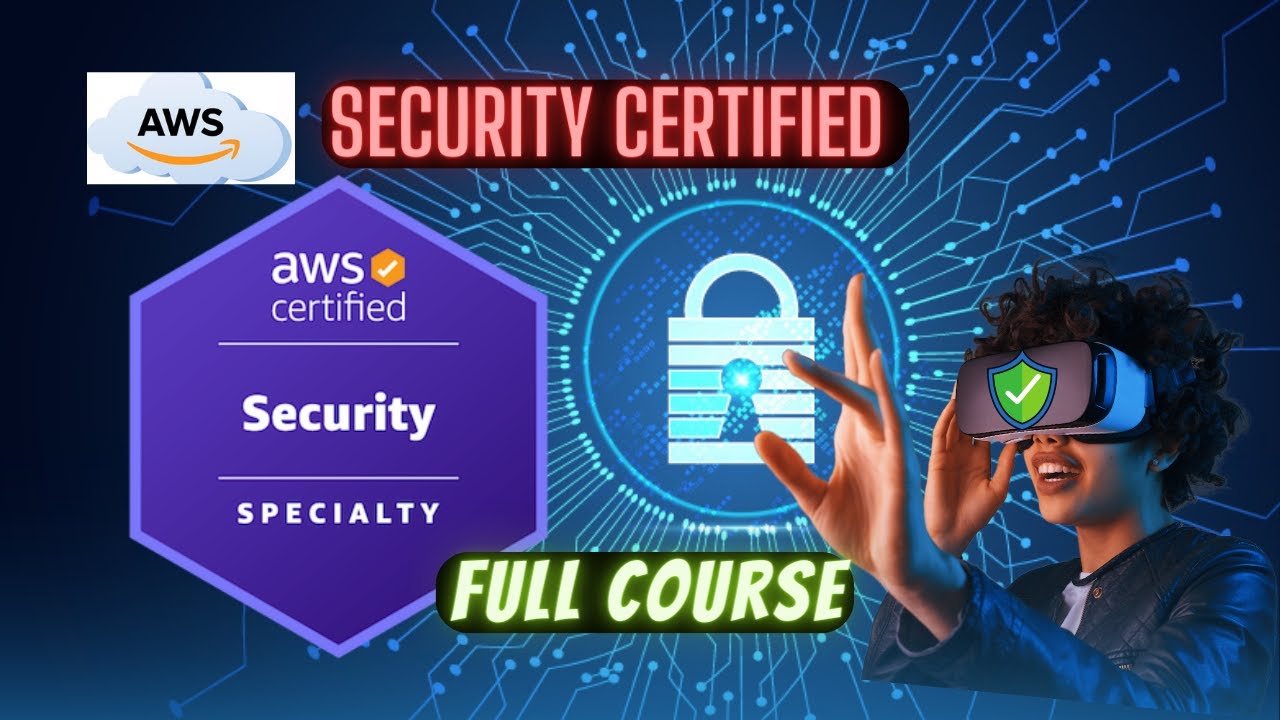 AWS
SECURITY CERTIFIED
aws
certified
Security
SPECIALTY
FULL COURSE